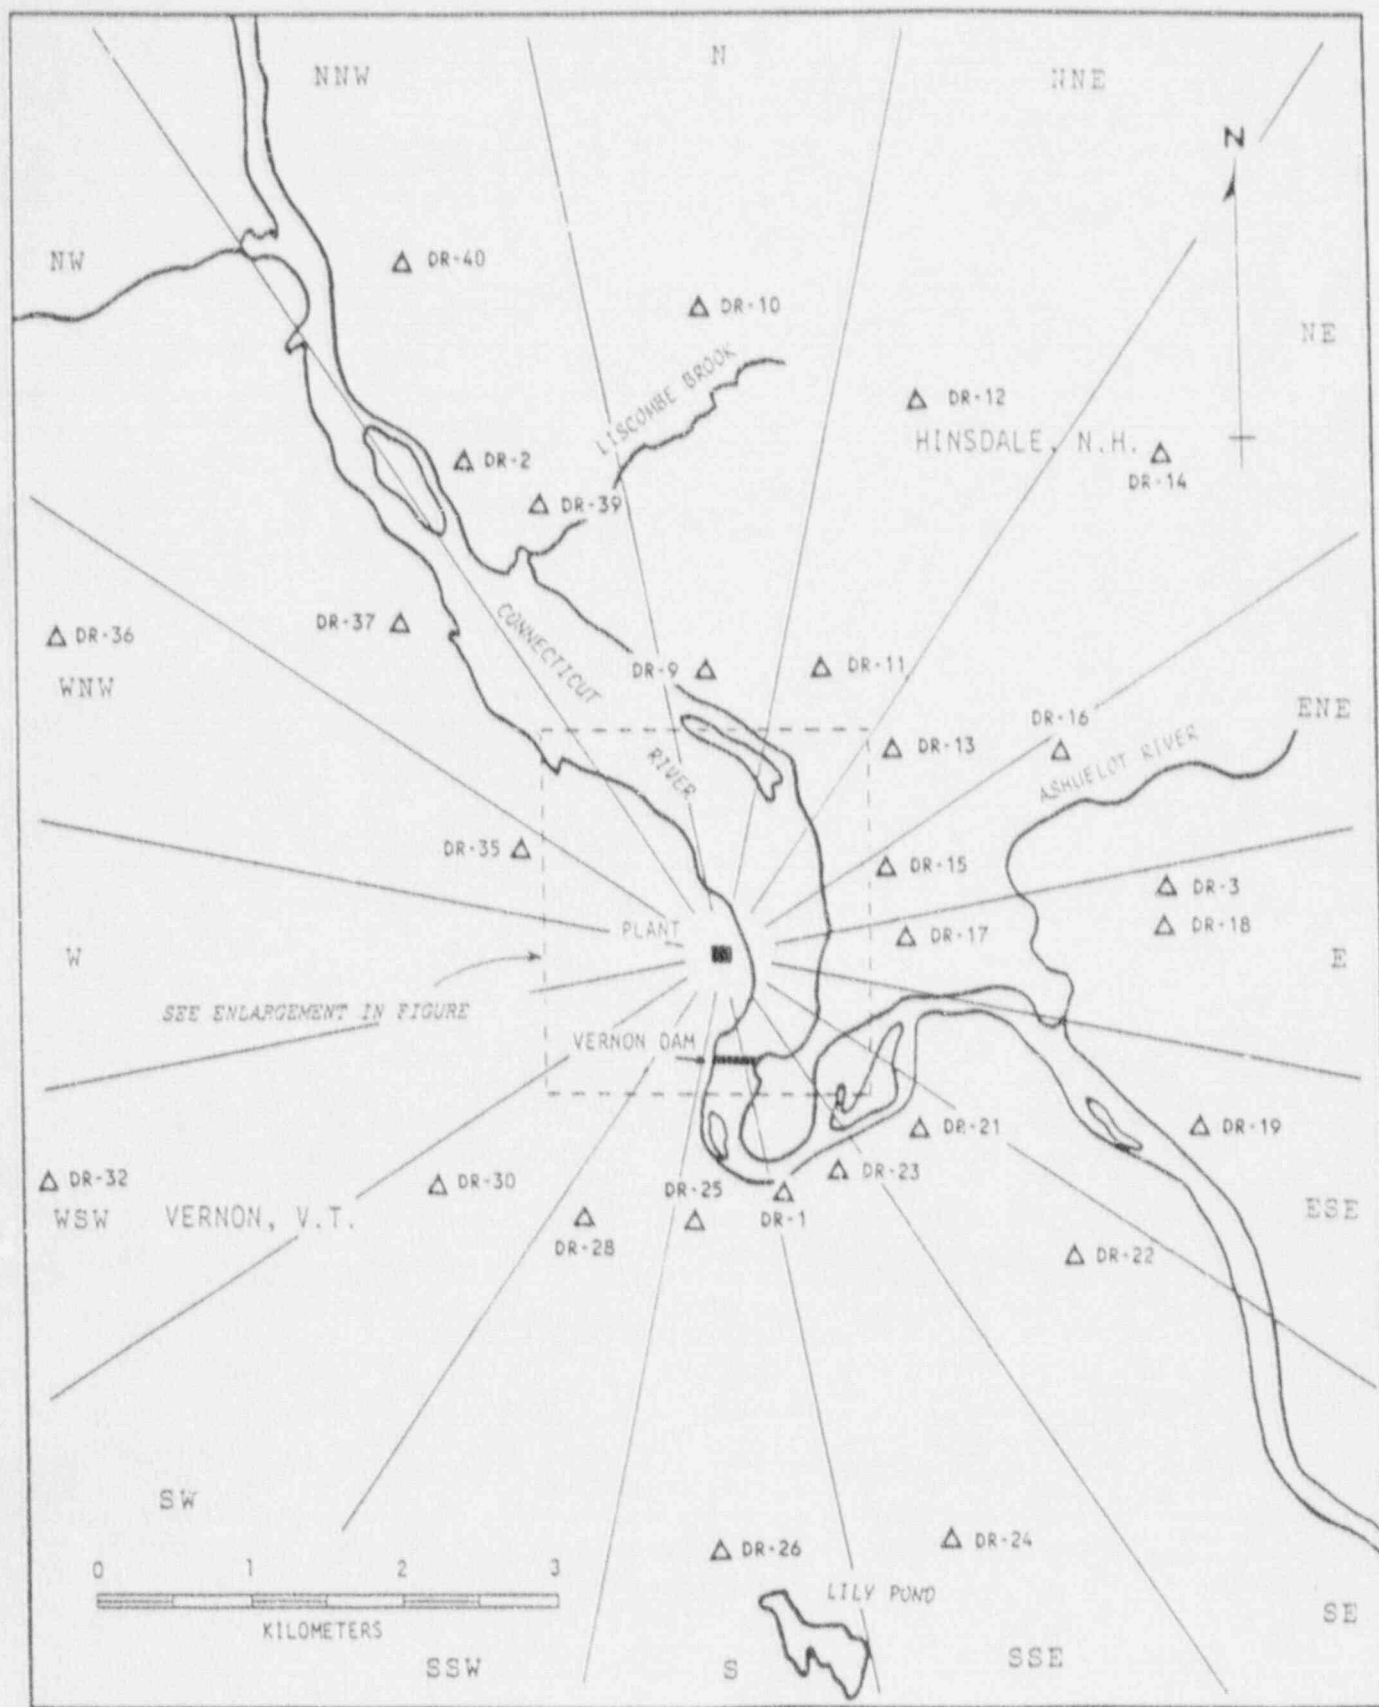 N
NNW
NNE
N
NW
DR-40
DR-10
NE
LISCOMBE BROOK
DR-12
HINSDALE, N.H.
DR-2
DR-14
DR-39
DR-37
CONNECTICUT
RIVER
DR-36
WNW
DR-9
DR-11
ENE
DR-16
DR-13
ASHUELOT RIVER
DR-35
DR-15
DR-3
DR-18
PLANT
DR-17
W
E
SEE ENLARGEMENT IN FIGURE
VERNON DAM
DR-21
DR-19
DR-32
DR-30
DR-25
DR-23
WSW
VERNON, V.T.
DR-1
ESE
DR-28
DR-22
SW
DR-26
DR-24
0 1 2 3
KILOMETERS
LILY POND
SE
SSW
S
SSE